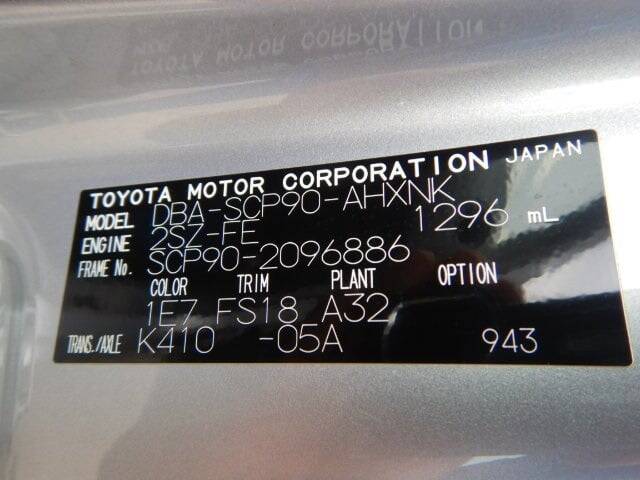 TOYOTA MOTOR CORPORATION JAPAN
MODEL DBA-SCP90-AHXNK
ENGINE 2SZ-FE 1296 mL
FRAME No. SCP90-2096886
COLOR TRIM PLANT OPTION
1E7 FS18 A32
TRANS./AXLE K410 -05A 943